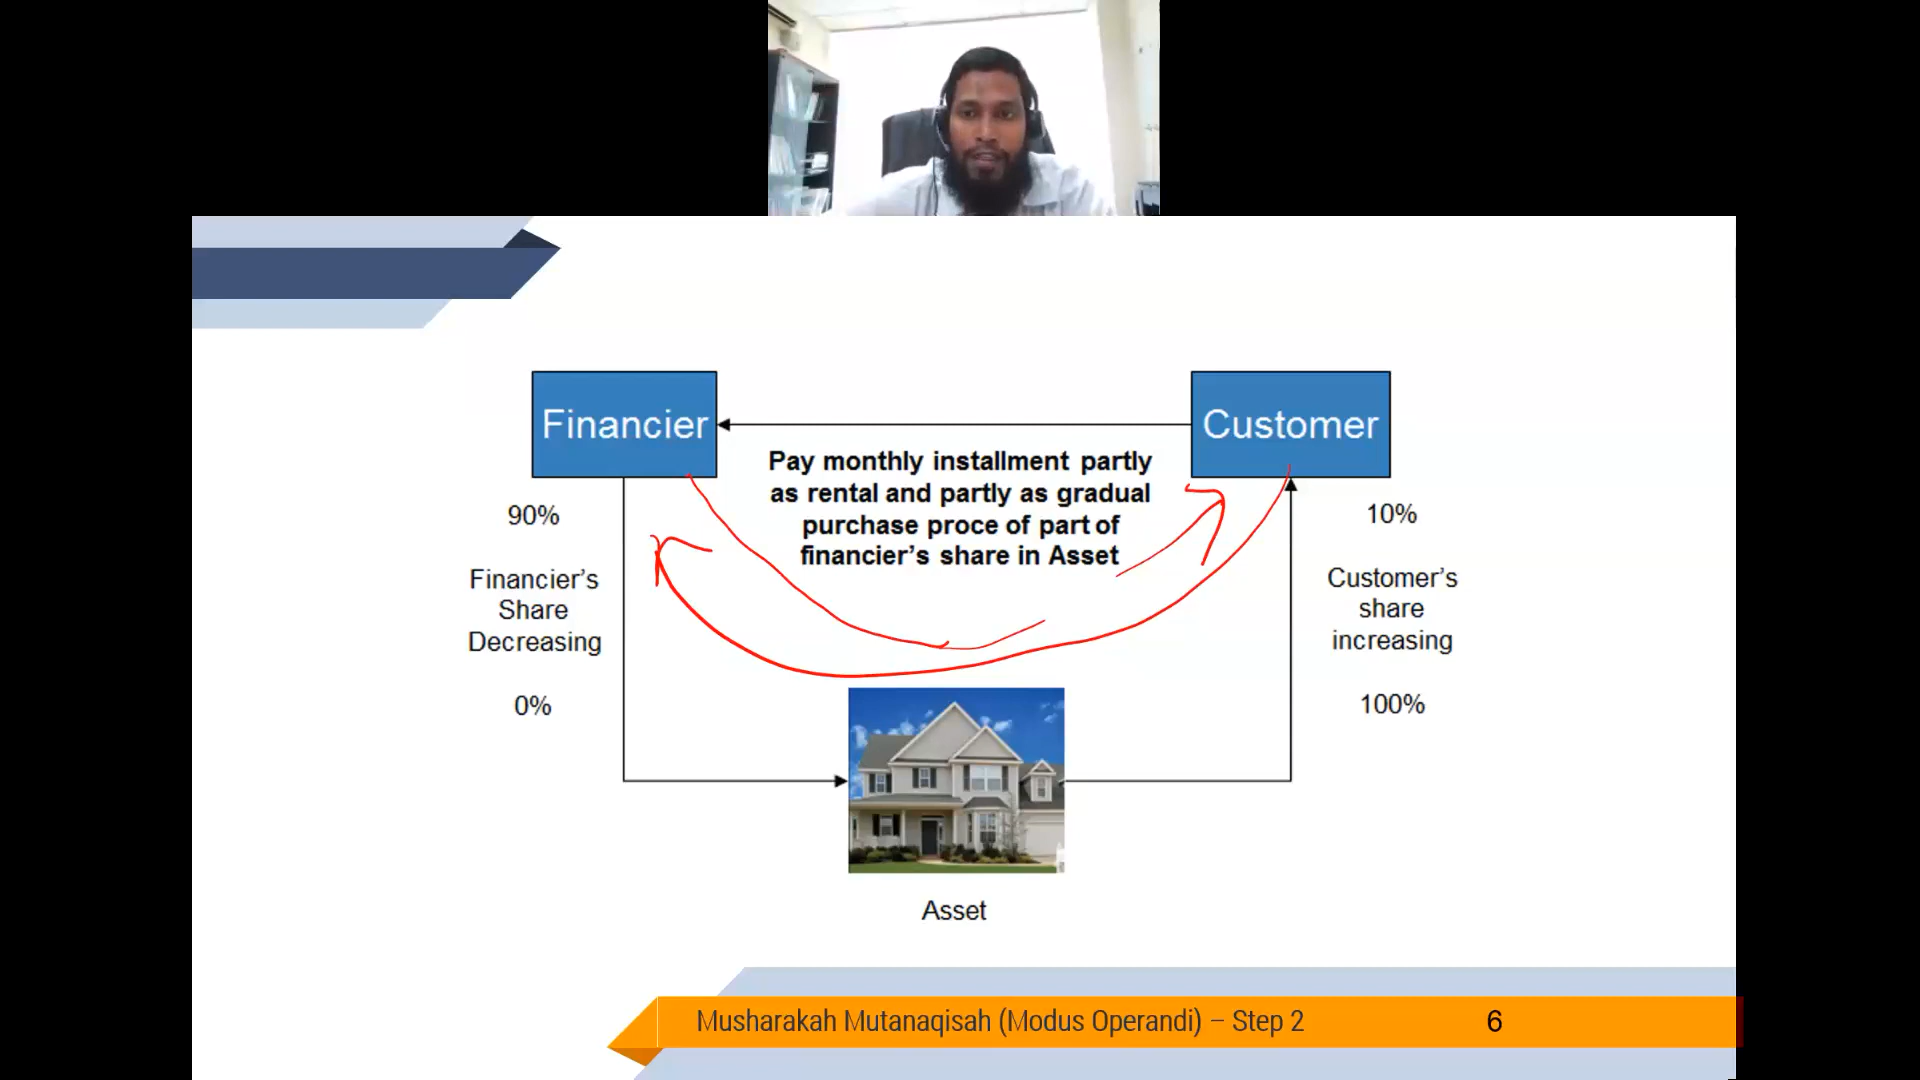 Financier
Customer
Pay monthly installment partly
as rental and partly as gradual
purchase proce of part of
financier's share in Asset
90%
Financier's
Share
Decreasing
0%
10%
Customer's
share
increasing
100%
Asset
Musharakah Mutanaqisah (Modus Operandi) – Step 2
6